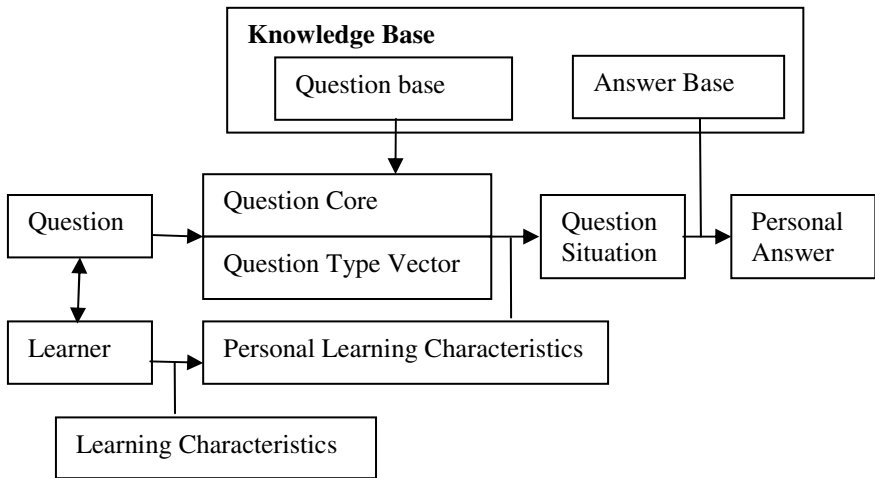 Knowledge Base
Question base
Answer Base
Question
Question Core
Question Type Vector
Question
Situation
Personal
Answer
Learner
Personal Learning Characteristics
Learning Characteristics